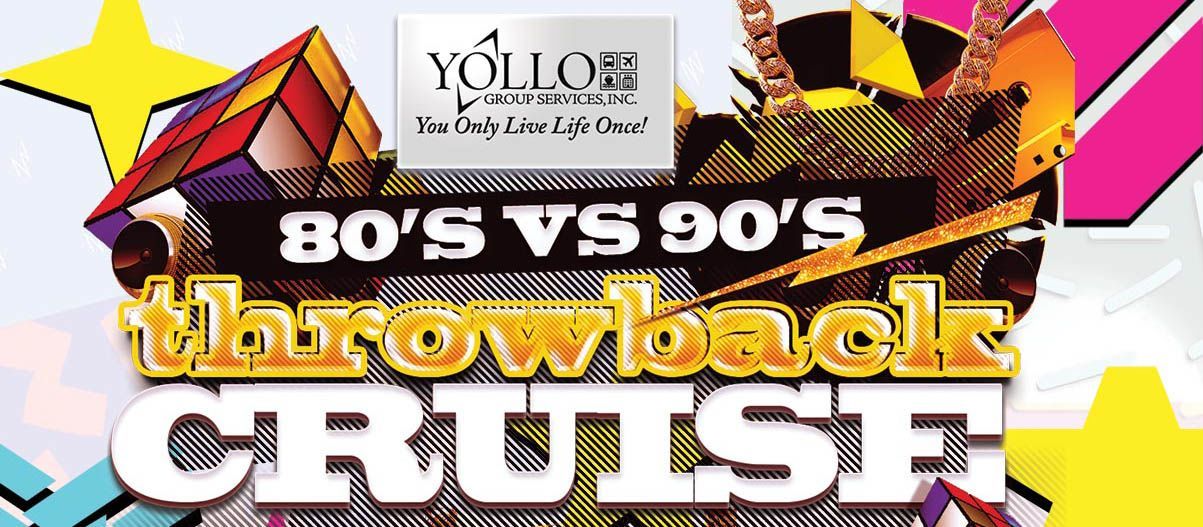 YOLLO
GROUP SERVICES, INC.
You Only Live Life Once!
80'S VS 90'S
throwback
CRUISE